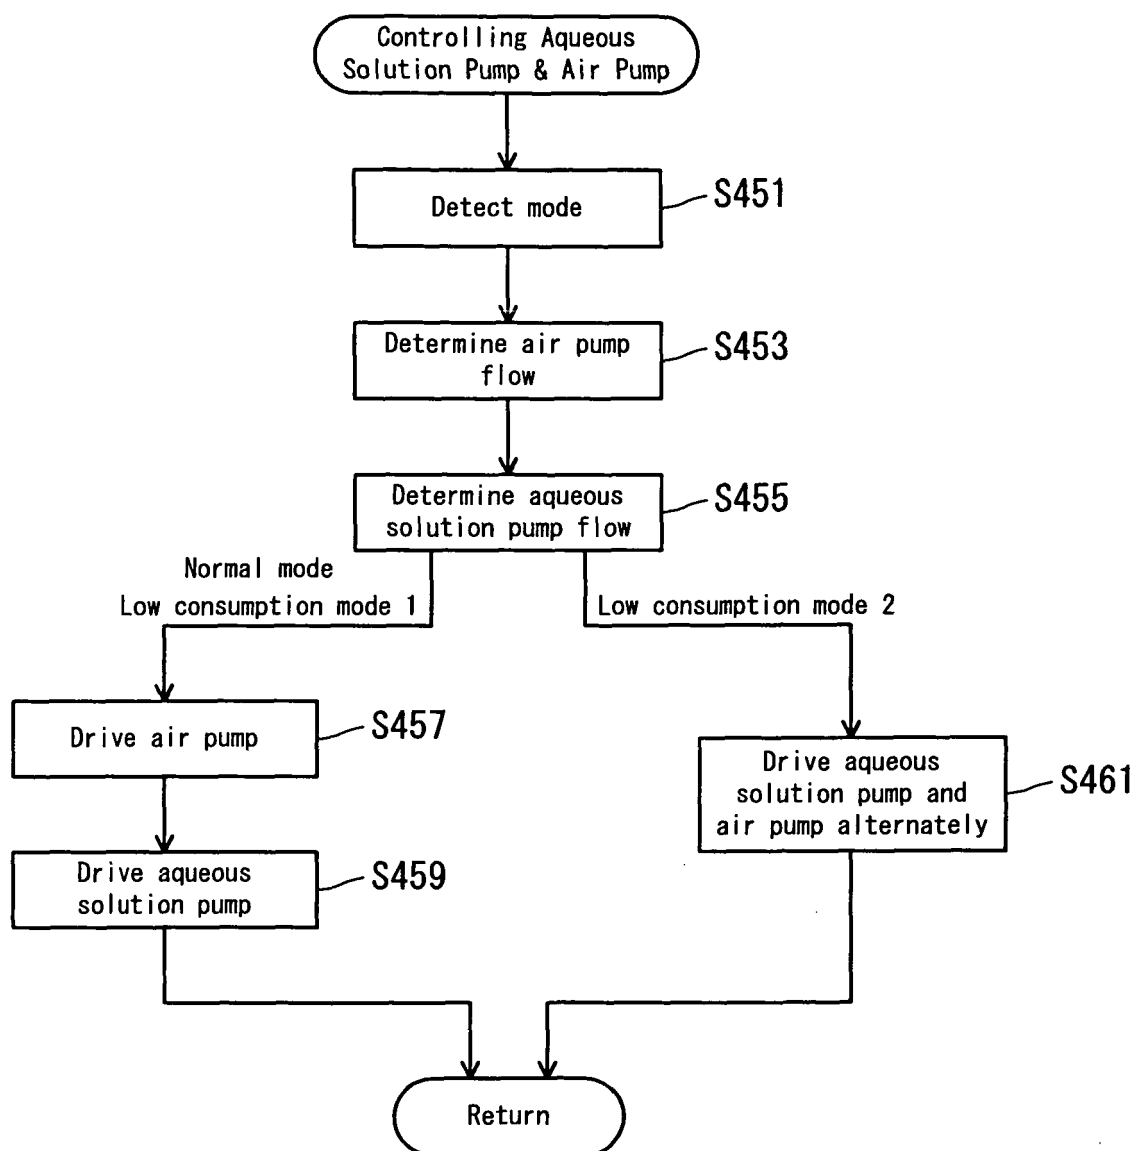 Controlling Aqueous
Solution Pump & Air Pump
Detect mode
S451
Determine air pump
flow
S453
Determine aqueous
solution pump flow
S455
Normal mode
Low consumption mode 1
Low consumption mode 2
Drive air pump
S457
Drive aqueous
solution pump and
air pump alternately
S461
Drive aqueous
solution pump
S459
Return